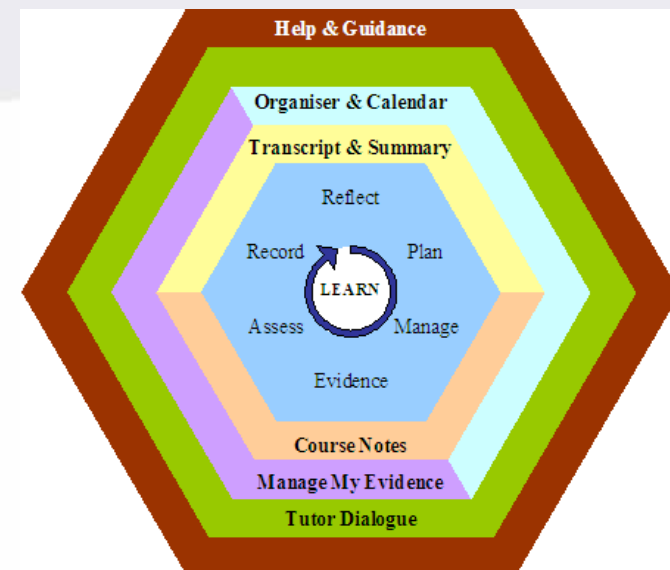 Help & Guidance
Organiser & Calendar
Transcript & Summary
Reflect
Record
Plan
LEARN
Assess
Manage
Evidence
Course Notes
Manage My Evidence
Tutor Dialogue